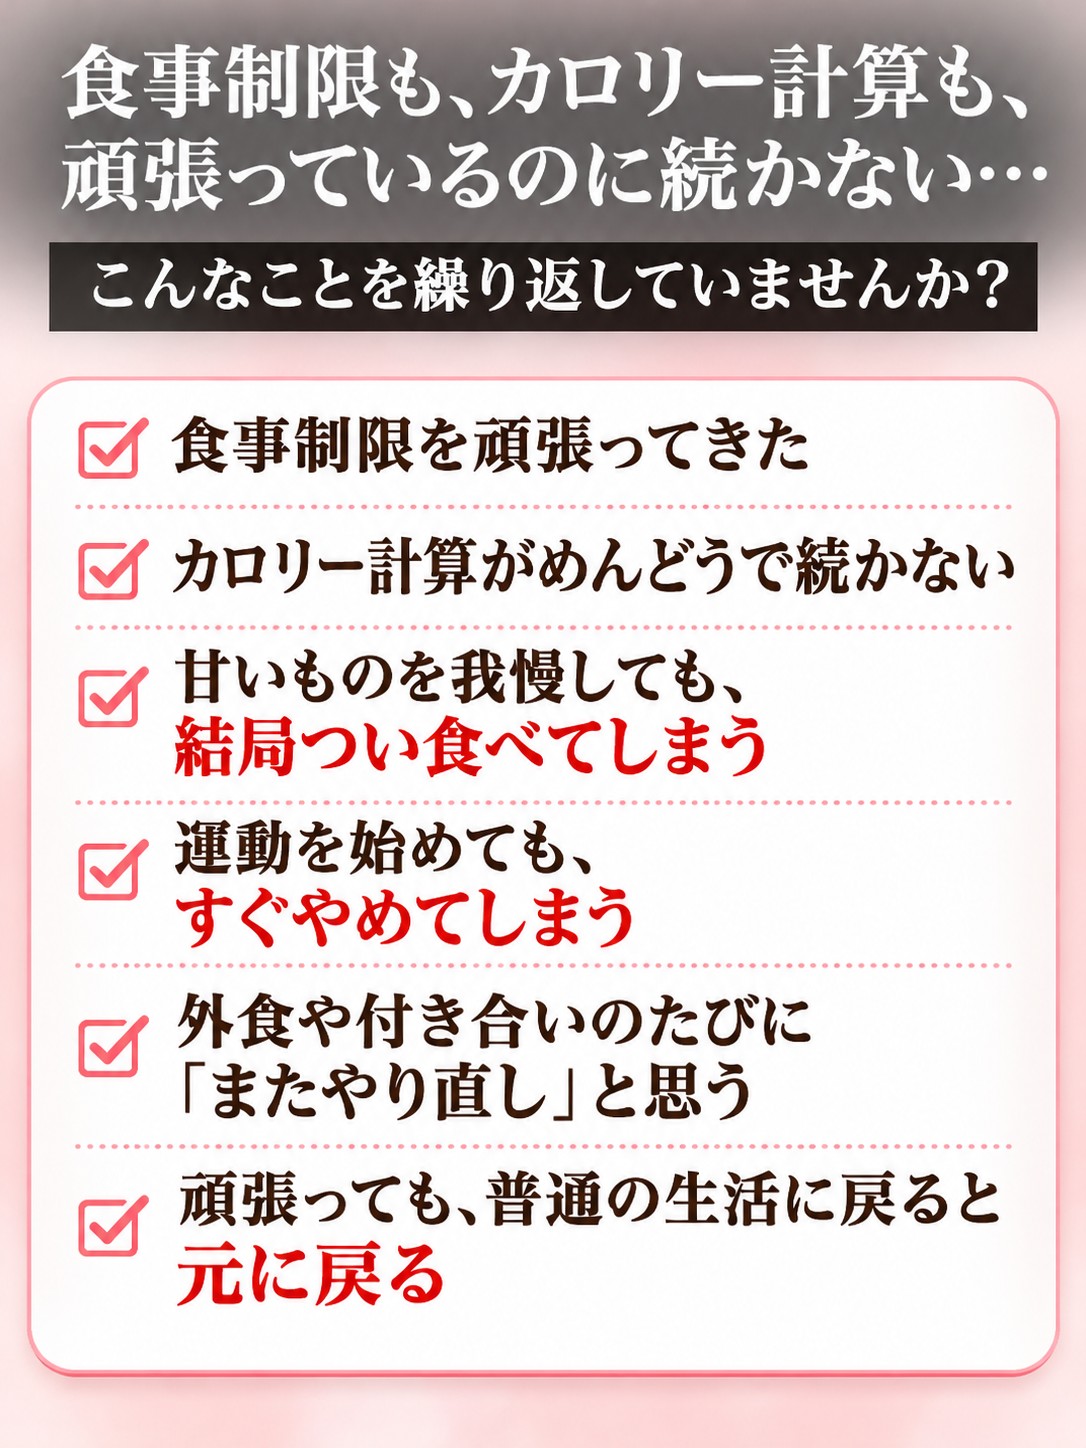 食事制限も、カロリー計算も、
頑張っているのに続かない…
こんなことを繰り返していませんか？
食事制限を頑張ってきた
カロリー計算がめんどうで続かない
甘いものを我慢しても、
結局つい食べてしまう
運動を始めても、
すぐやめてしまう
外食や付き合いのたびに
「またやり直し」と思う
頑張っても、普通の生活に戻ると
元に戻る